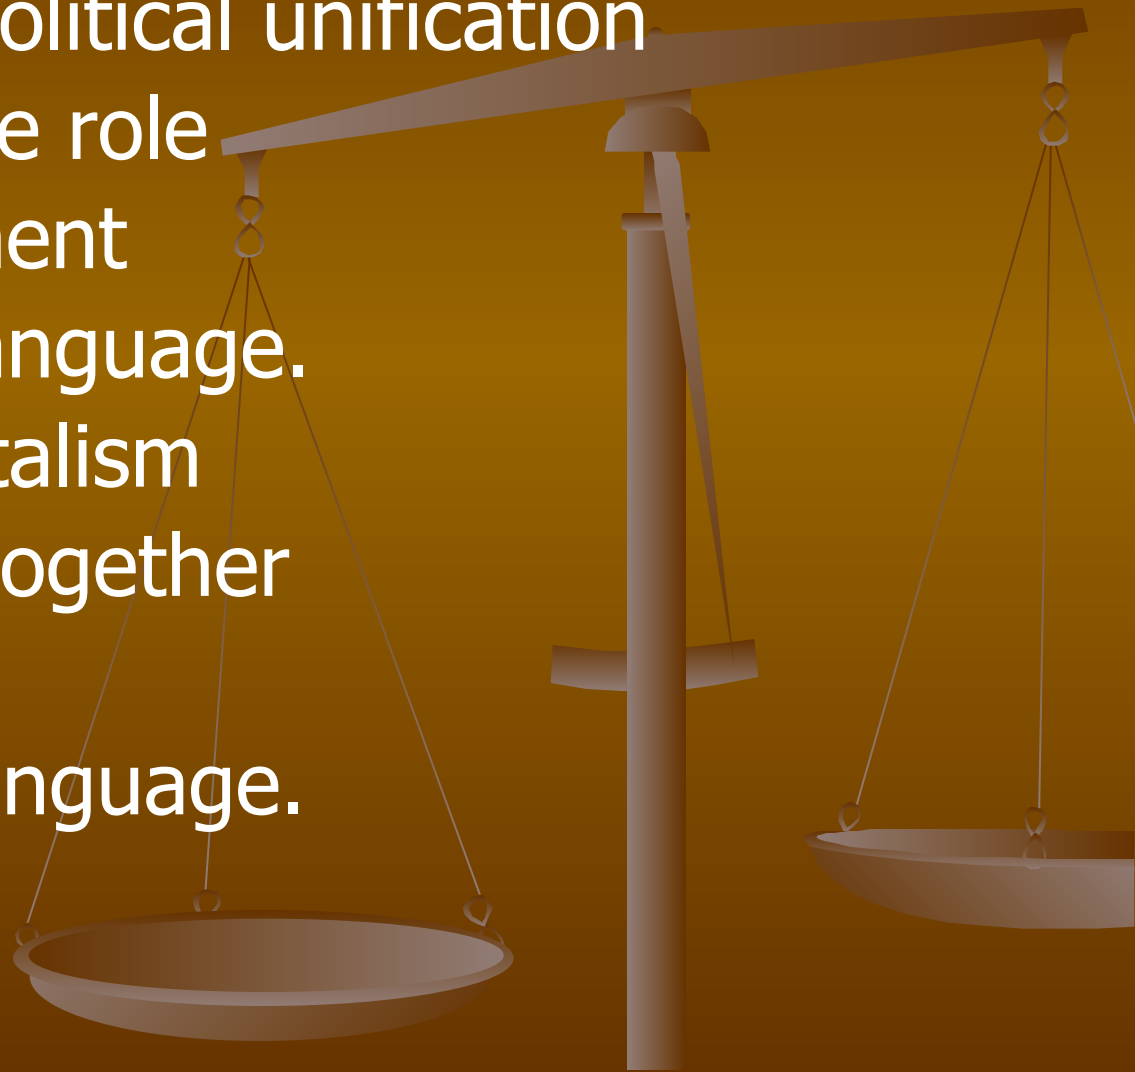 olitical unification
e role
ent
nguage.
talism
ogether
nguage.